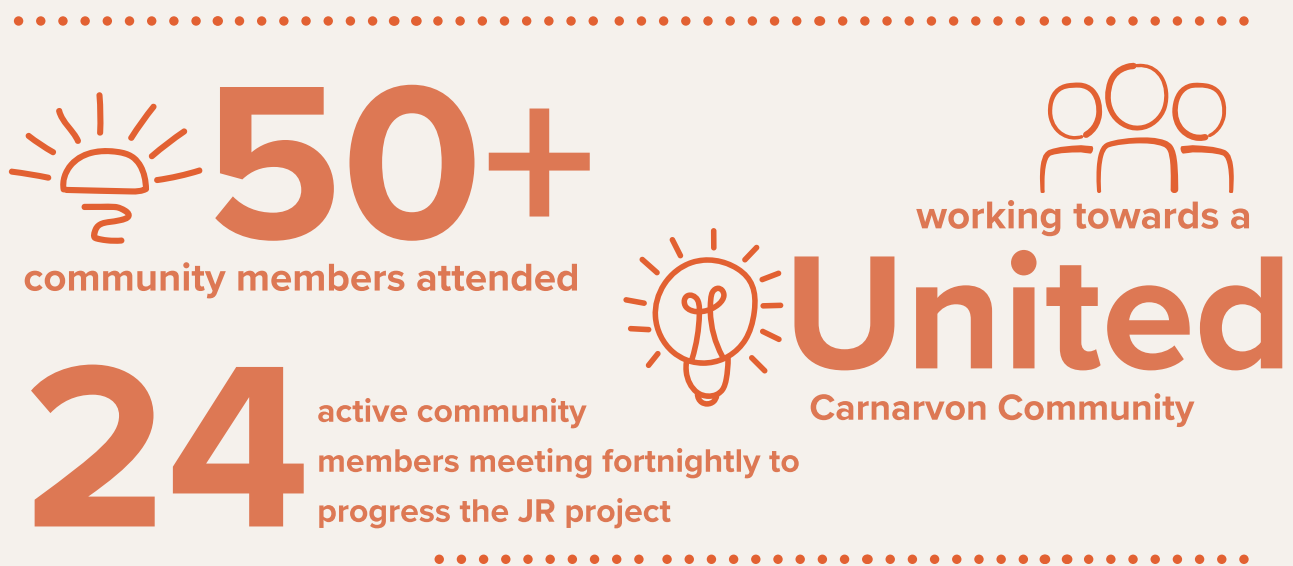 50+
community members attended
24
active community
members meeting fortnightly to
progress the JR project
working towards a
United
Carnarvon Community